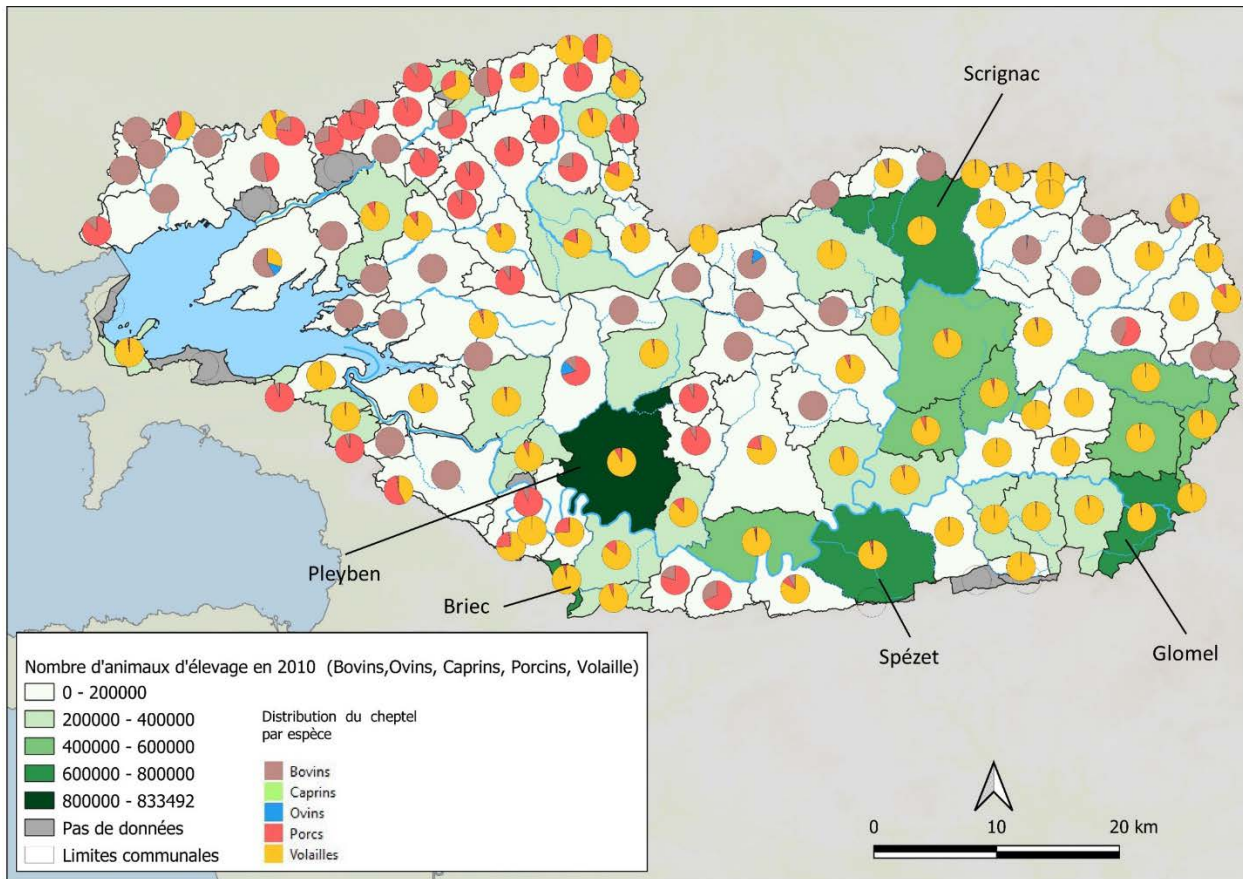 Scrignac
Pleyben
Briec
Spézet
Glomel
Nombre d'animaux d'élevage en 2010 (Bovins,Ovins, Caprins, Porcins, Volaille)
0 - 200000
200000 - 400000
400000 - 600000
600000 - 800000
800000 - 833492
Pas de données
Limites communales
Distribution du cheptel
par espèce
Bovins
Caprins
Ovins
Porcs
Volailles
0 10 20 km